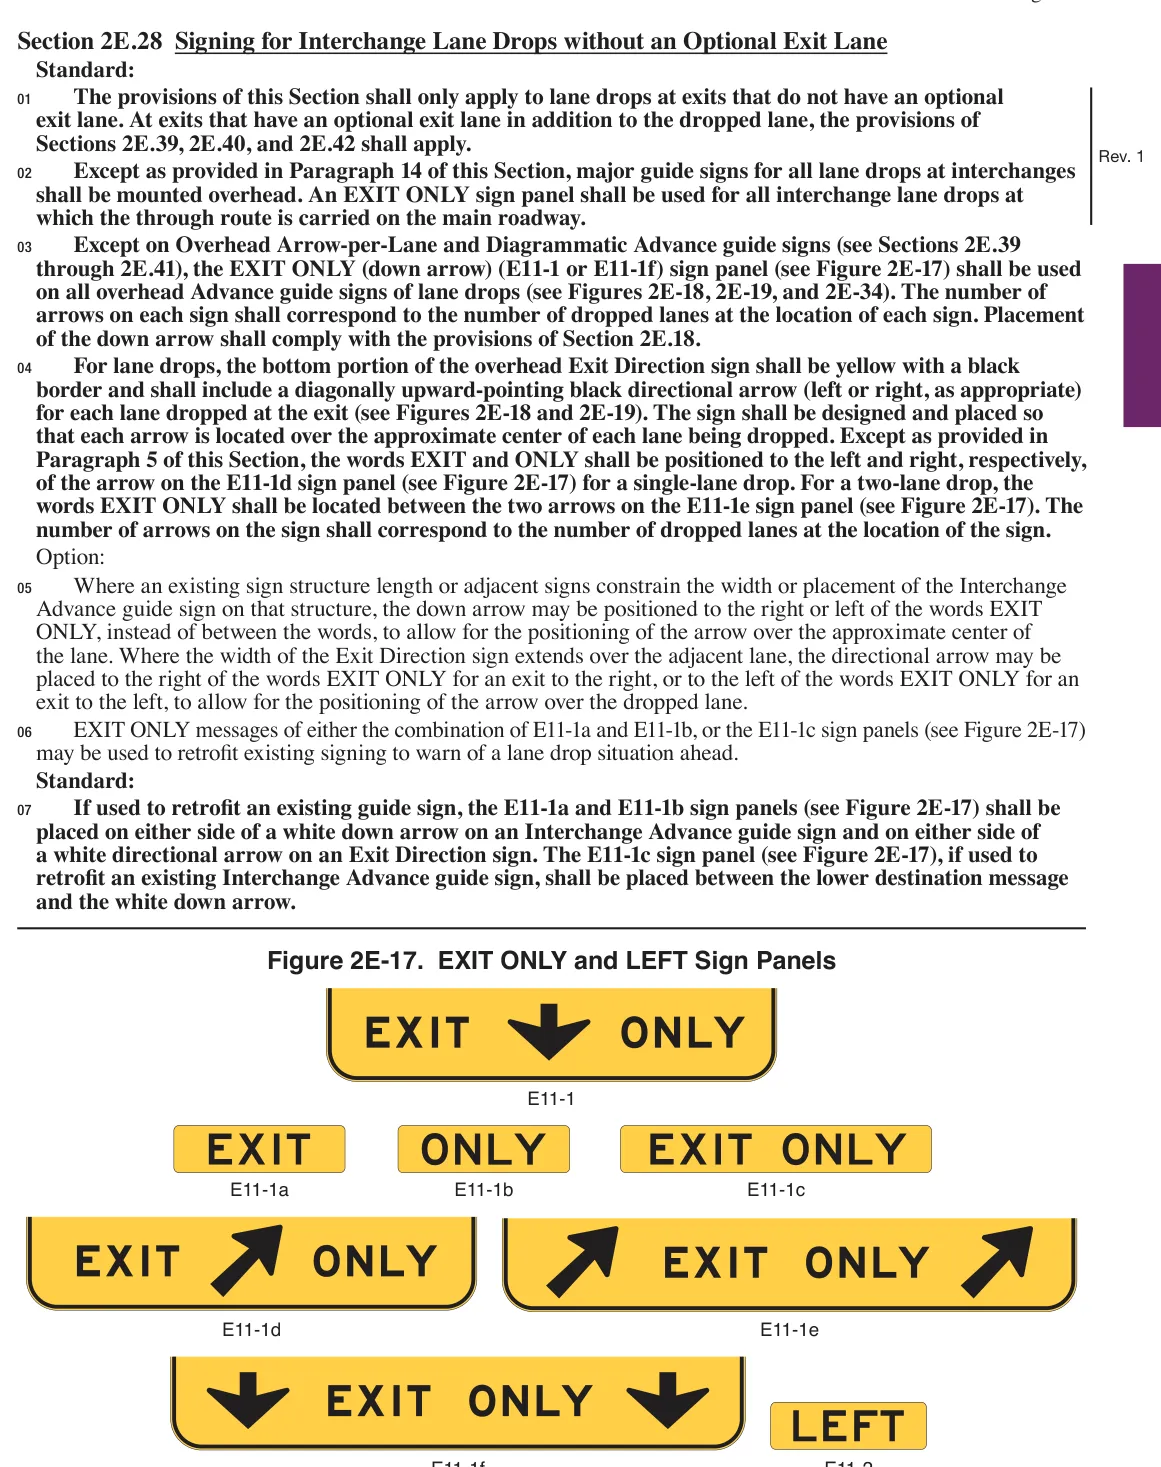 Section 2E.28 Signing for Interchange Lane Drops without an Optional Exit Lane
Standard:
01 The provisions of this Section shall only apply to lane drops at exits that do not have an optional
exit lane. At exits that have an optional exit lane in addition to the dropped lane, the provisions of
Sections 2E.39, 2E.40, and 2E.42 shall apply.
Rev. 1
02 Except as provided in Paragraph 14 of this Section, major guide signs for all lane drops at interchanges
shall be mounted overhead. An EXIT ONLY sign panel shall be used for all interchange lane drops at
which the through route is carried on the main roadway.
03 Except on Overhead Arrow-per-Lane and Diagrammatic Advance guide signs (see Sections 2E.39
through 2E.41), the EXIT ONLY (down arrow) (E11-1 or E11-1f) sign panel (see Figure 2E-17) shall be used
on all overhead Advance guide signs of lane drops (see Figures 2E-18, 2E-19, and 2E-34). The number of
arrows on each sign shall correspond to the number of dropped lanes at the location of each sign. Placement
of the down arrow shall comply with the provisions of Section 2E.18.
04 For lane drops, the bottom portion of the overhead Exit Direction sign shall be yellow with a black
border and shall include a diagonally upward-pointing black directional arrow (left or right, as appropriate)
for each lane dropped at the exit (see Figures 2E-18 and 2E-19). The sign shall be designed and placed so
that each arrow is located over the approximate center of each lane being dropped. Except as provided in
Paragraph 5 of this Section, the words EXIT and ONLY shall be positioned to the left and right, respectively,
of the arrow on the E11-1d sign panel (see Figure 2E-17) for a single-lane drop. For a two-lane drop, the
words EXIT ONLY shall be located between the two arrows on the E11-1e sign panel (see Figure 2E-17). The
number of arrows on the sign shall correspond to the number of dropped lanes at the location of the sign.
Option:
05 Where an existing sign structure length or adjacent signs constrain the width or placement of the Interchange
Advance guide sign on that structure, the down arrow may be positioned to the right or left of the words EXIT
ONLY, instead of between the words, to allow for the positioning of the arrow over the approximate center of
the lane. Where the width of the Exit Direction sign extends over the adjacent lane, the directional arrow may be
placed to the right of the words EXIT ONLY for an exit to the right, or to the left of the words EXIT ONLY for an
exit to the left, to allow for the positioning of the arrow over the dropped lane.
06 EXIT ONLY messages of either the combination of E11-1a and E11-1b, or the E11-1c sign panels (see Figure 2E-17)
may be used to retrofit existing signing to warn of a lane drop situation ahead.
Standard:
07 If used to retrofit an existing guide sign, the E11-1a and E11-1b sign panels (see Figure 2E-17) shall be
placed on either side of a white down arrow on an Interchange Advance guide sign and on either side of
a white directional arrow on an Exit Direction sign. The E11-1c sign panel (see Figure 2E-17), if used to
retrofit an existing Interchange Advance guide sign, shall be placed between the lower destination message
and the white down arrow.
Figure 2E-17. EXIT ONLY and LEFT Sign Panels
EXIT ONLY
E11-1
EXIT ONLY EXIT ONLY
E11-1a E11-1b E11-1c
EXIT ONLY EXIT ONLY
E11-1d E11-1e
EXIT ONLY LEFT